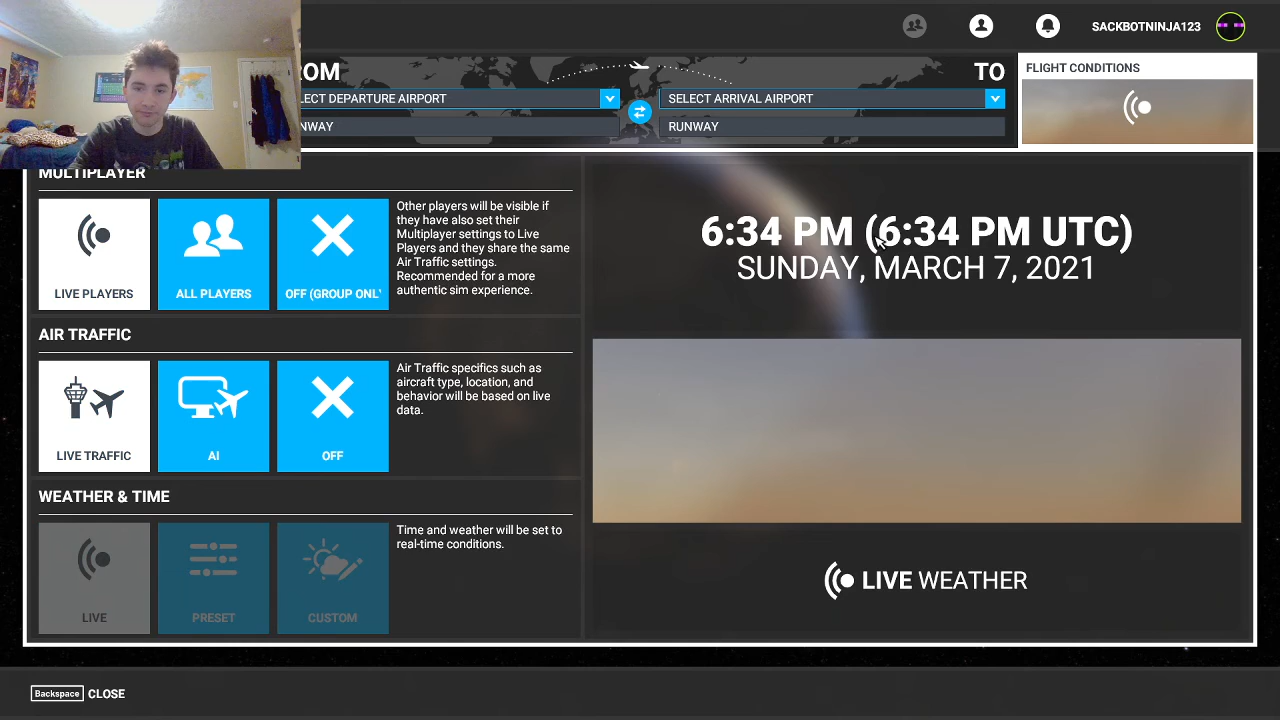 SACKBOTNINJA123
ROM
TO
FLIGHT CONDITIONS
LECT DEPARTURE AIRPORT
SELECT ARRIVAL AIRPORT
NWAY
RUNWAY
MULTIPLAYER
LIVE PLAYERS
ALL PLAYERS
OFF (GROUP ONLY
Other players will be visible if
they have also set their
Multiplayer settings to Live
Players and they share the same
Air Traffic settings.
Recommended for a more
authentic sim experience.
6:34 PM (6:34 PM UTC)
SUNDAY, MARCH 7, 2021
AIR TRAFFIC
LIVE TRAFFIC
AI
OFF
Air Traffic specifics such as
aircraft type, location, and
behavior will be based on live
data.
WEATHER & TIME
LIVE
PRESET
CUSTOM
Time and weather will be set to
real-time conditions.
LIVE WEATHER
Backspace CLOSE